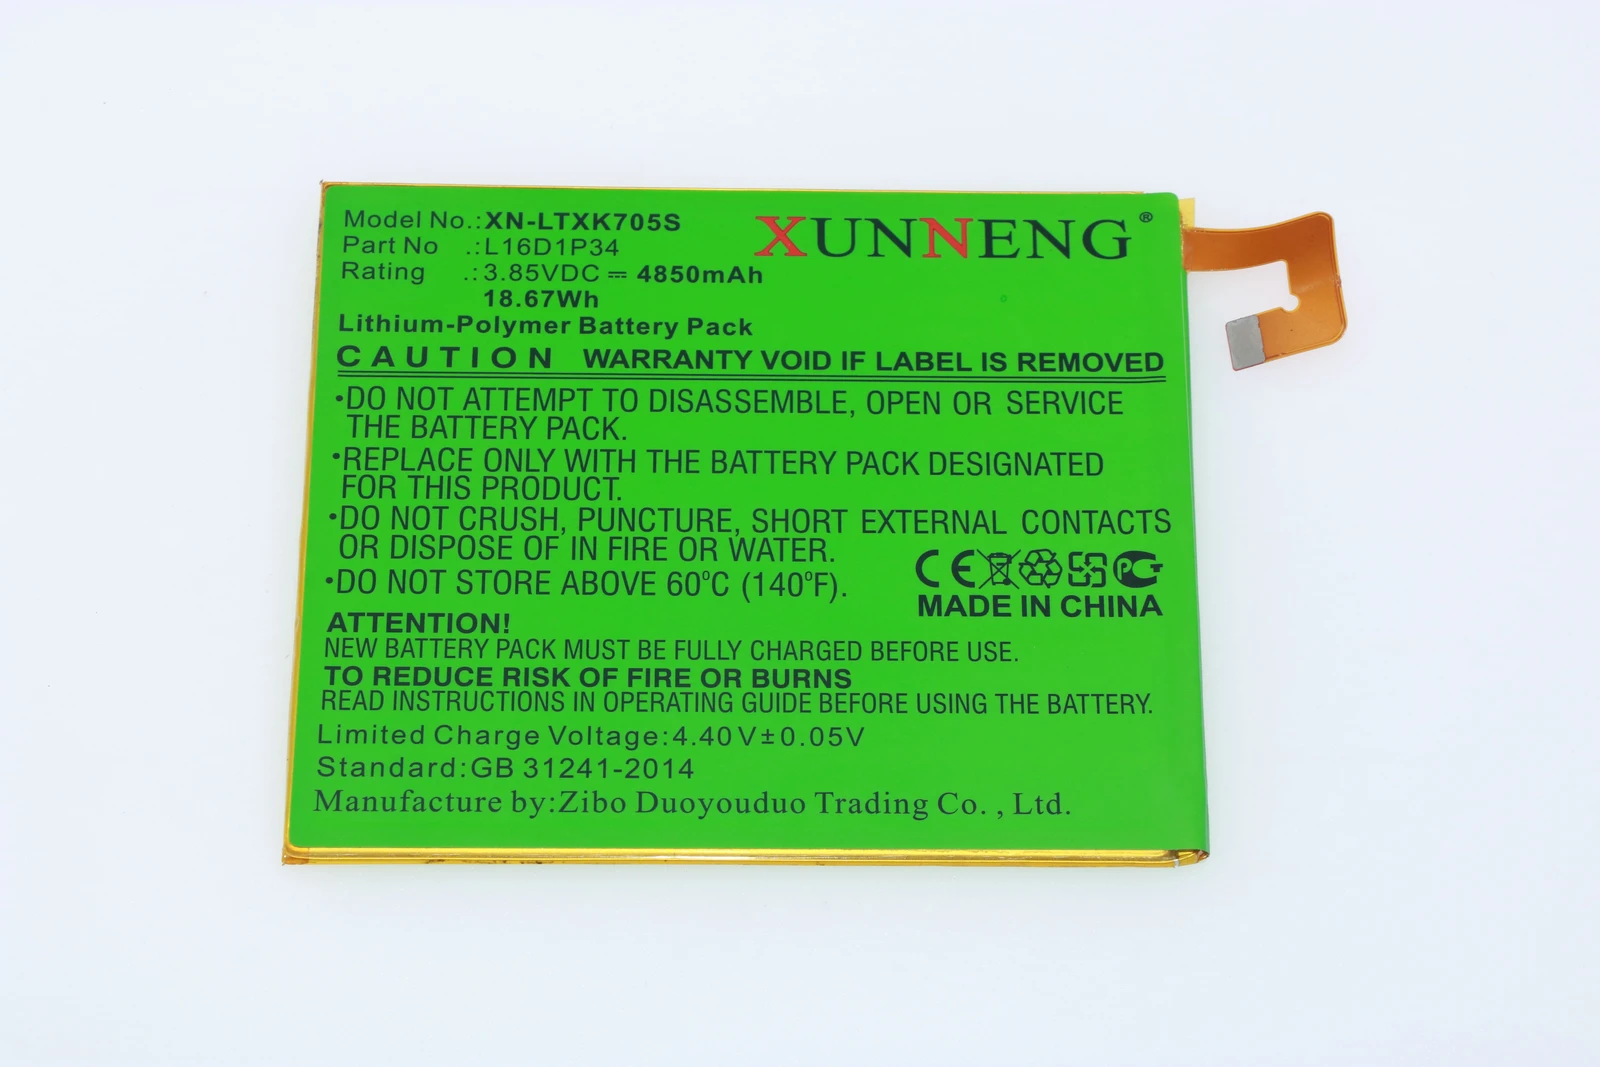 Model No.:XN-LTXK705S
XUNNENG®
Part No .:L16D1P34
Rating .:3.85VDC⎓4850mAh
18.67Wh
Lithium-Polymer Battery Pack
CAUTION WARRANTY VOID IF LABEL IS REMOVED
•DO NOT ATTEMPT TO DISASSEMBLE, OPEN OR SERVICE
THE BATTERY PACK.
•REPLACE ONLY WITH THE BATTERY PACK DESIGNATED
FOR THIS PRODUCT.
•DO NOT CRUSH, PUNCTURE, SHORT EXTERNAL CONTACTS
OR DISPOSE OF IN FIRE OR WATER.
•DO NOT STORE ABOVE 60°C (140°F).
CE PC
MADE IN CHINA
ATTENTION!
NEW BATTERY PACK MUST BE FULLY CHARGED BEFORE USE.
TO REDUCE RISK OF FIRE OR BURNS
READ INSTRUCTIONS IN OPERATING GUIDE BEFORE USING THE BATTERY.
Limited Charge Voltage:4.40V±0.05V
Standard:GB 31241-2014
Manufacture by:Zibo Duoyouduo Trading Co. , Ltd.